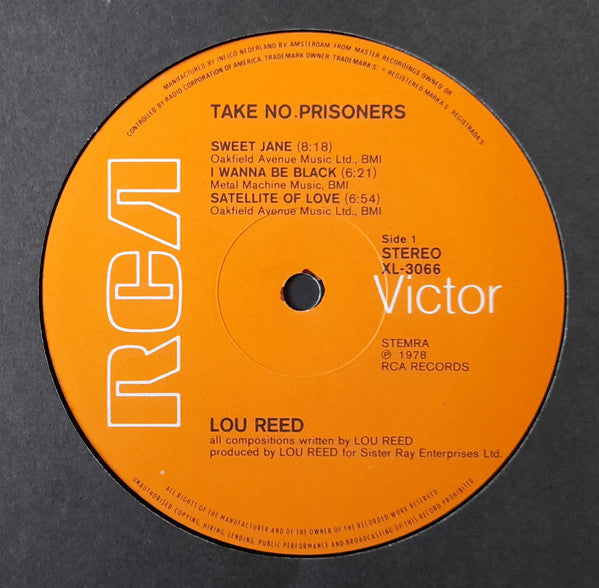 MANUFACTURED BY INELCO NEDERLAND BV AMSTERDAM FROM MASTER RECORDINGS OWNED OR
CONTROLLED BY RADIO CORPORATION OF AMERICA. TRADEMARK OWNER TRADEMARK.S • REGISTERED MARKA.S REGISTRADA.S
TAKE NO.PRISONERS
SWEET JANE (8:18)
Oakfield Avenue Music Ltd., BMI
I WANNA BE BLACK (6:21)
Metal Machine Music, BMI
SATELLITE OF LOVE (6:54)
Oakfield Avenue Music Ltd., BMI
RCA
Side 1
STEREO
XL-3066
Victor
STEMRA
℗ 1978
RCA RECORDS
LOU REED
all compositions written by LOU REED
produced by LOU REED for Sister Ray Enterprises Ltd.
ALL RIGHTS OF THE MANUFACTURER AND OF THE OWNER OF THE RECORDED WORK RESERVED
UNAUTHORISED COPYING, HIRING, LENDING, PUBLIC PERFORMANCE AND BROADCASTING OF THIS RECORD PROHIBITED